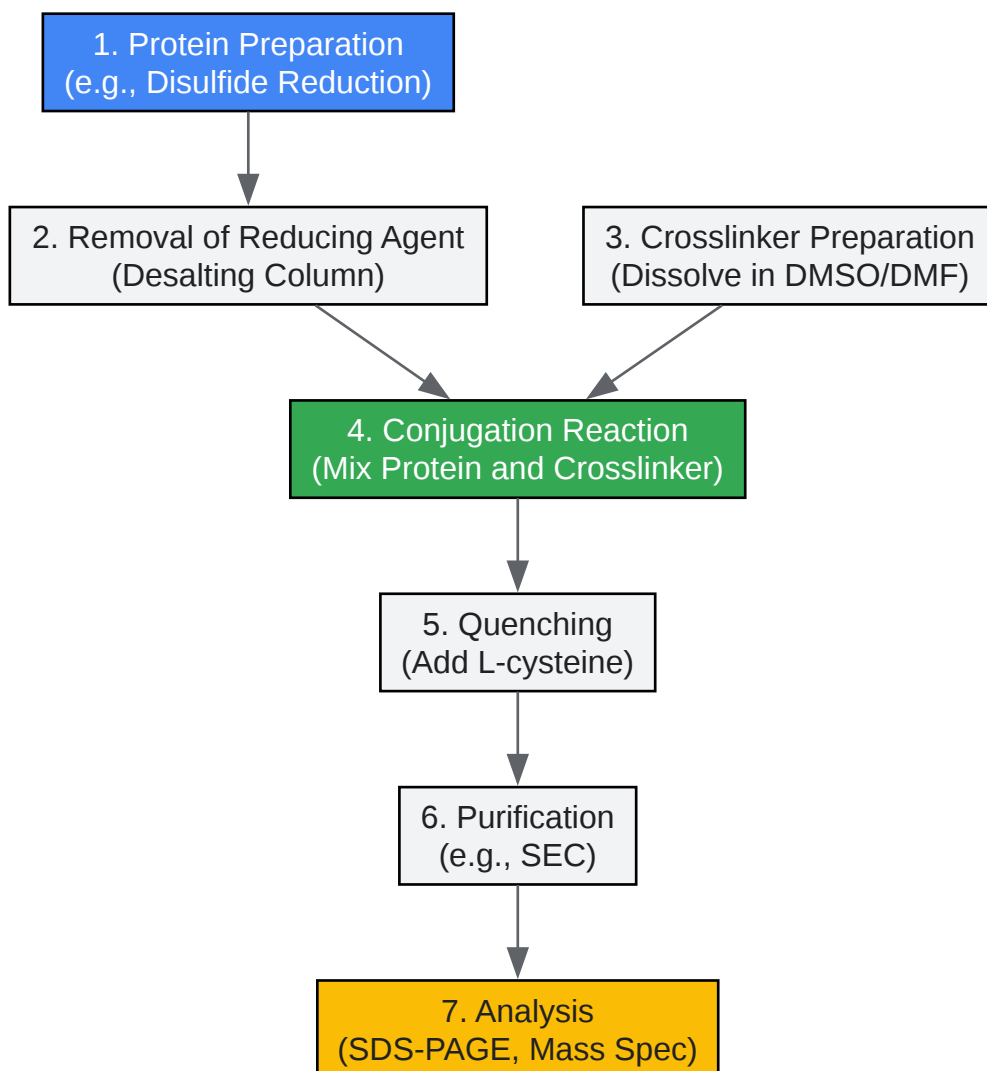 1. Protein Preparation
(e.g., Disulfide Reduction)
2. Removal of Reducing Agent
(Desalting Column)
3. Crosslinker Preparation
(Dissolve in DMSO/DMF)
4. Conjugation Reaction
(Mix Protein and Crosslinker)
5. Quenching
(Add L-cysteine)
6. Purification
(e.g., SEC)
7. Analysis
(SDS-PAGE, Mass Spec)